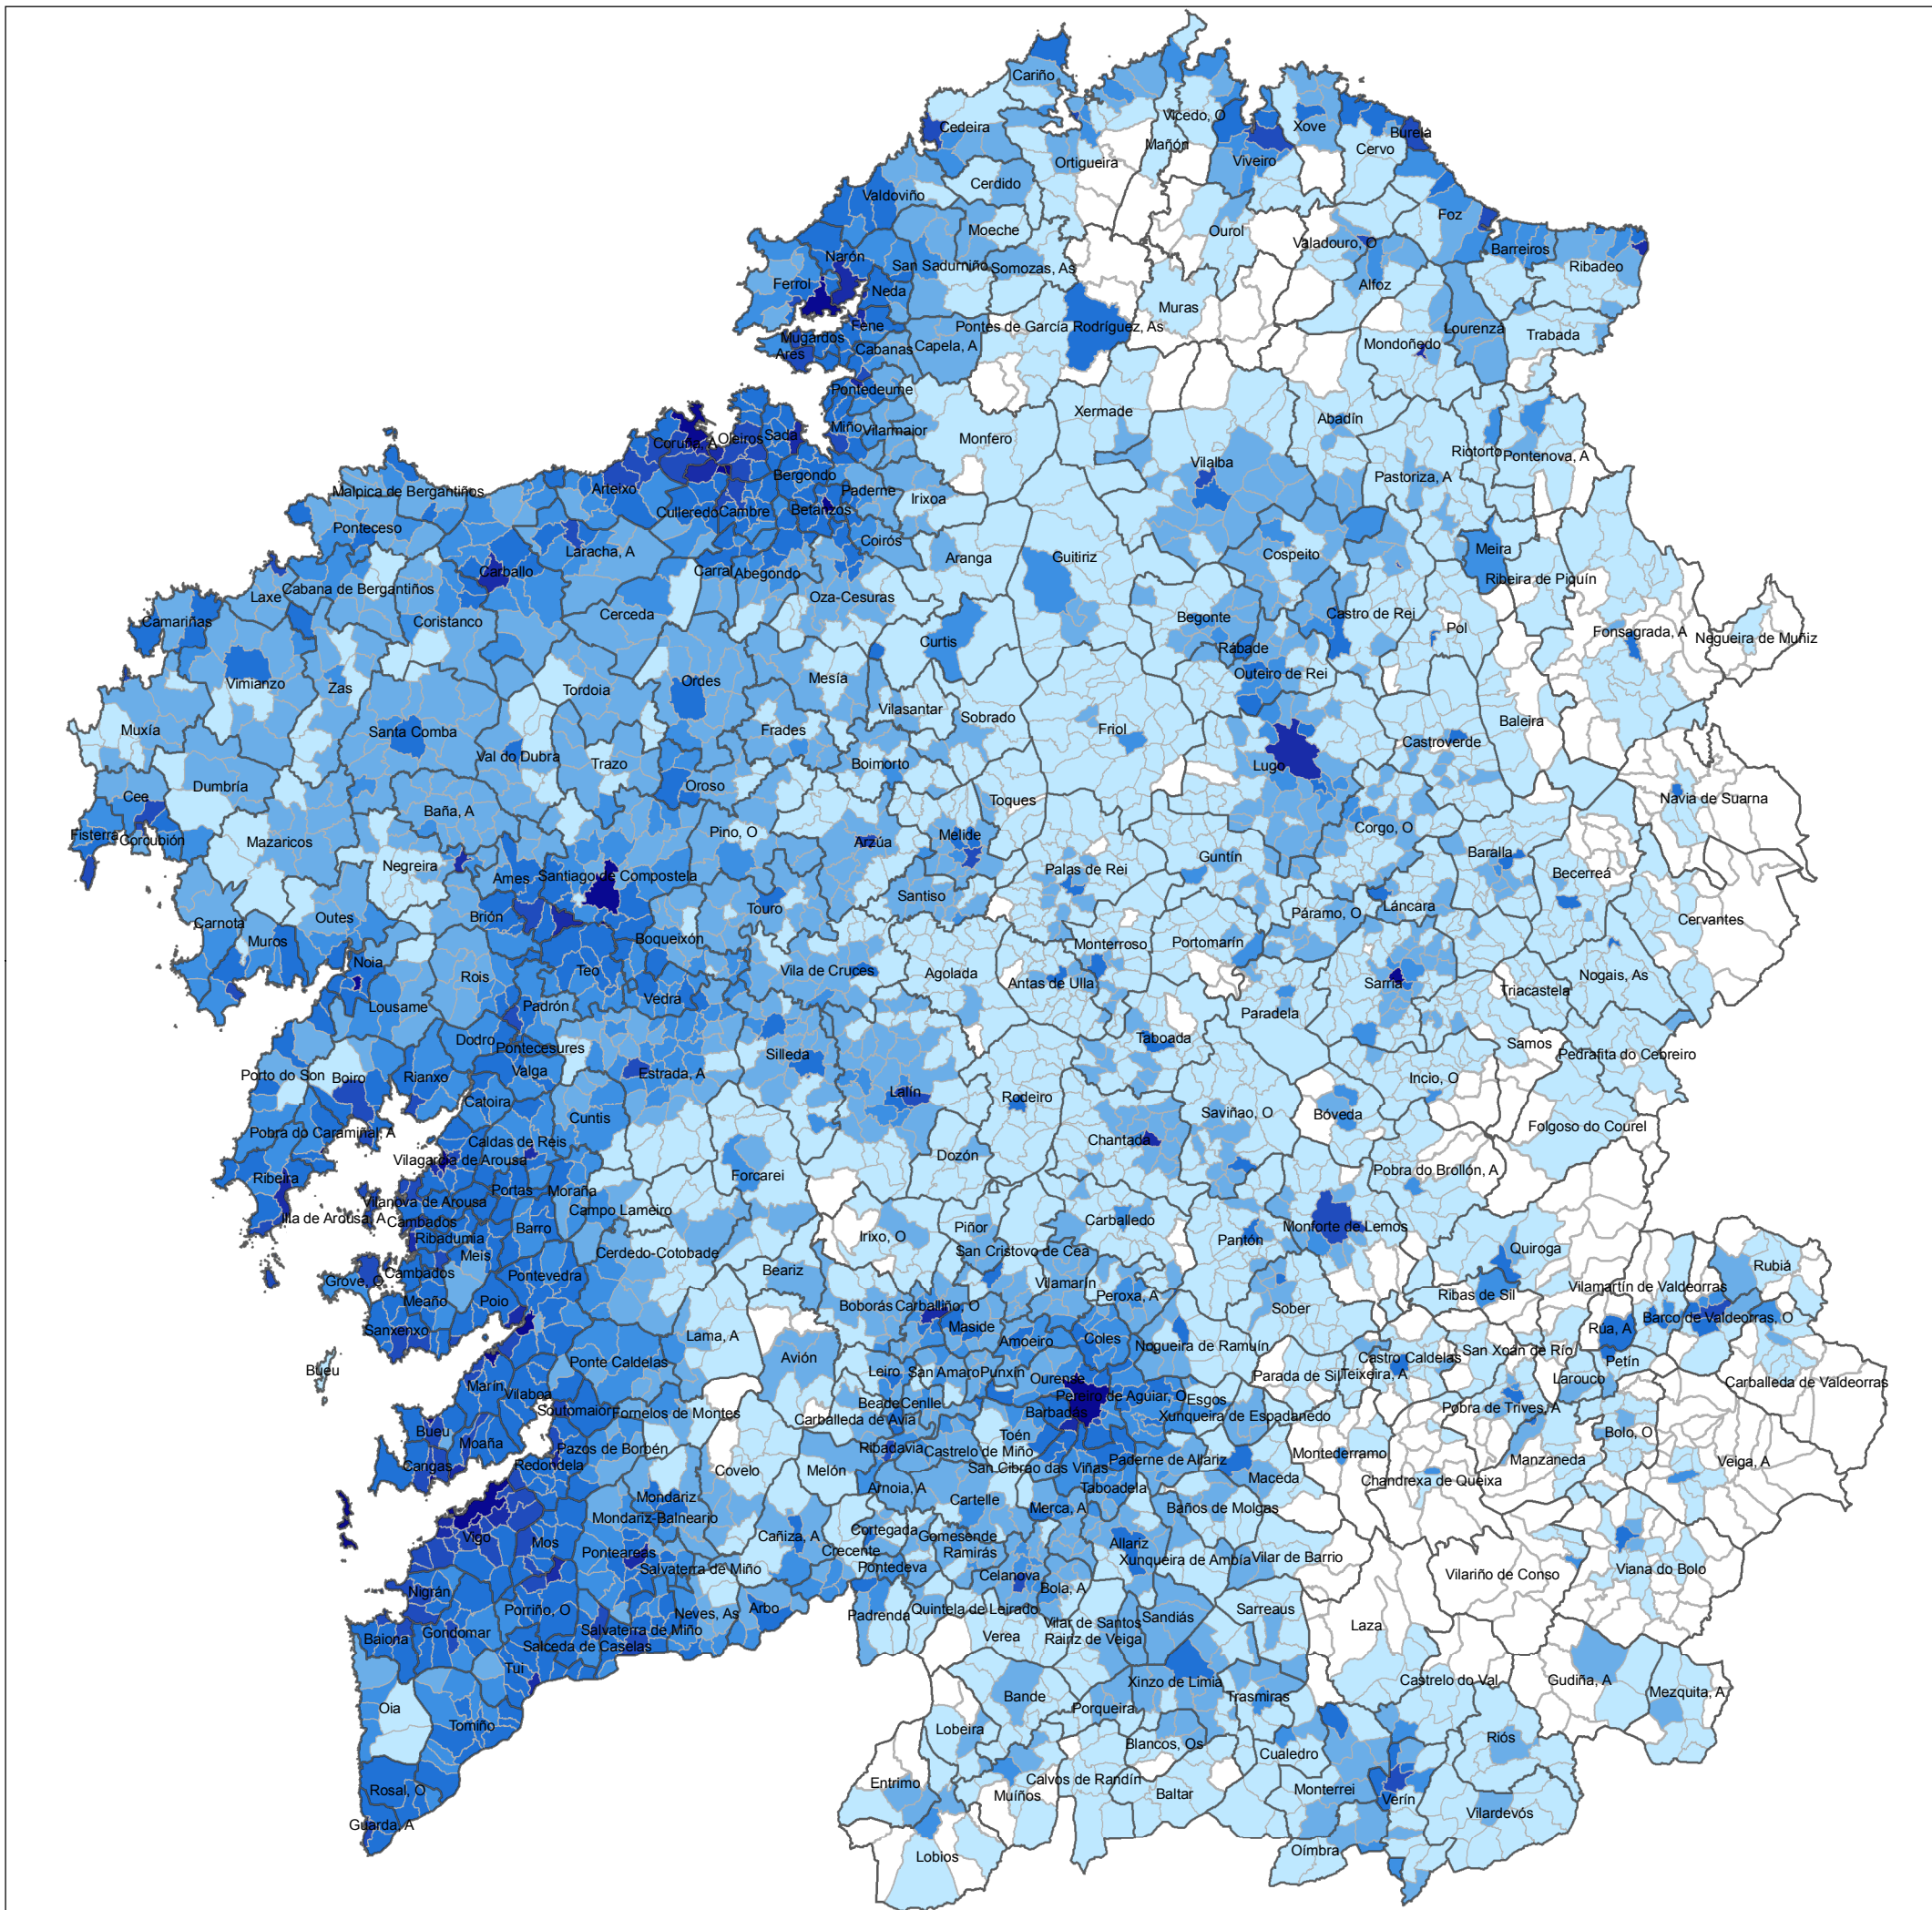 Cariño
Vicedo, O
Xove
Burela
Cedeira
Mañón
Cervo
Ortigueira
Viveiro
Cerdido
Valdoviño
Foz
Moeche
Ourol
Valadouro, O
Barreiros
Narón
San Sadurniño
Somozas, As
Ribadeo
Ferrol
Neda
Alfoz
Muras
Fene
Pontes de García Rodríguez, As
Lourenzá
Trabada
Mugardos
Ares
Cabanas
Capela, A
Mondoñedo
Pontedeume
Xermade
Abadín
Miño
Vilarmaior
Monfero
Coruña, A
Oleiros
Sada
Riotorto
Pontenova, A
Vilalba
Bergondo
Pastoriza, A
Malpica de Bergantiños
Arteixo
Paderne
Irixoa
Culleredo
Cambre
Betanzos
Ponteceso
Coirós
Laracha, A
Aranga
Guitiriz
Cospeito
Meira
Carballo
Carral
Abegondo
Ribeira de Piquín
Cabana de Bergantiños
Laxe
Oza-Cesuras
Camariñas
Coristanco
Cerceda
Begonte
Castro de Rei
Pol
Fonsagrada, A
Negueira de Muñiz
Curtis
Rábade
Vimianzo
Zas
Tordoia
Ordes
Mesía
Outeiro de Rei
Vilasantar
Sobrado
Baleira
Muxía
Santa Comba
Frades
Friol
Castroverde
Val do Dubra
Trazo
Boimorto
Lugo
Dumbría
Oroso
Cee
Toques
Navia de Suarna
Baña, A
Fisterra
Corcubión
Mazaricos
Pino, O
Arzúa
Melide
Corgo, O
Baralla
Negreira
Ames
Santiago de Compostela
Palas de Rei
Guntín
Becerreá
Santiso
Carnota
Outes
Brión
Touro
Páramo, O
Láncara
Cervantes
Muros
Boqueixón
Monterroso
Portomarín
Noia
Rois
Teo
Vila de Cruces
Agolada
Antas de Ulla
Sarria
Triacastela
Nogais, As
Lousame
Padrón
Vedra
Paradela
Dodro
Pontecesures
Silleda
Taboada
Samos
Pedrafita do Cebreiro
Porto do Son
Boiro
Rianxo
Valga
Estrada, A
Incio, O
Catoira
Cuntis
Lalín
Rodeiro
Saviñao, O
Bóveda
Folgoso do Courel
Pobra do Caramiñal, A
Caldas de Reis
Chantada
Vilagarcía de Arousa
Dozón
Pobra do Brollón, A
Ribeira
Forcarei
Portas
Moraña
Vilanova de Arousa
Campo Lameiro
Illa de Arousa, A
Cambados
Barro
Piñor
Carballedo
Monforte de Lemos
Ribadumia
Irixo, O
Pantón
Quiroga
Meis
Cerdedo-Cotobade
San Cristovo de Cea
Rubiá
Grove, O
Cambados
Pontevedra
Beariz
Vilamarín
Vilamartín de Valdeorras
Meaño
Poio
Peroxa, A
Ribas de Sil
Boborás
Carballiño, O
Sober
Barco de Valdeorras, O
Sanxenxo
Lama, A
Maside
Amoeiro
Coles
Rúa, A
Nogueira de Ramuín
San Xoán de Río
Avión
Castro Caldelas
Petín
Bueu
Ponte Caldelas
Leiro
San Amaro
Punxín
Ourense
Parada de Sil
Teixeira, A
Larouco
Carballeda de Valdeorras
Marín
Vilaboa
Pereiro de Aguiar, O
Esgos
Soutomaior
Fornelos de Montes
Beade
Cenlle
Barbadás
Xunqueira de Espadanedo
Pobra de Trives, A
Carballeda de Avia
Bueu
Moaña
Toén
Bolo, O
Pazos de Borbén
Ribadavia
Castrelo de Miño
Montederramo
Cangas
Redondela
Covelo
Melón
San Cibrao das Viñas
Paderne de Allariz
Manzaneda
Veiga, A
Maceda
Chandrexa de Queixa
Arnoia, A
Taboadela
Mondariz
Cartelle
Merca, A
Baños de Molgas
Mondariz-Balneario
Vigo
Mos
Cañiza, A
Cortegada
Gomesende
Allariz
Ponteareas
Crecente
Ramirás
Xunqueira de Ambía
Vilar de Barrio
Salvaterra de Miño
Pontedeva
Celanova
Viana do Bolo
Nigrán
Bola, A
Vilariño de Conso
Porriño, O
Neves, As
Arbo
Padrenda
Quintela de Leirado
Vilar de Santos
Sandiás
Sarreaus
Laza
Baiona
Gondomar
Salvaterra de Miño
Verea
Rairiz de Veiga
Salceda de Caselas
Tui
Castrelo do Val
Gudiña, A
Xinzo de Limia
Mezquita, A
Oia
Bande
Trasmiras
Porqueira
Tomiño
Lobeira
Riós
Blancos, Os
Cualedro
Entrimo
Calvos de Randín
Rosal, O
Muíños
Baltar
Monterrei
Verín
Vilardevós
Guarda, A
Oímbra
Lobios